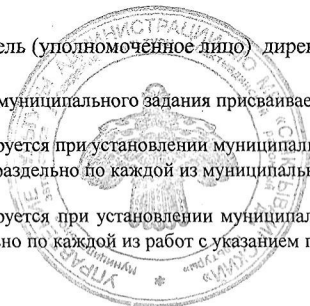 ель (уполномоченное лицо) дирек
муниципального задания присваивае
руется при установлении муниципаль
раздельно по каждой из муниципальн
руется при установлении муниципал
но по каждой из работ с указанием п